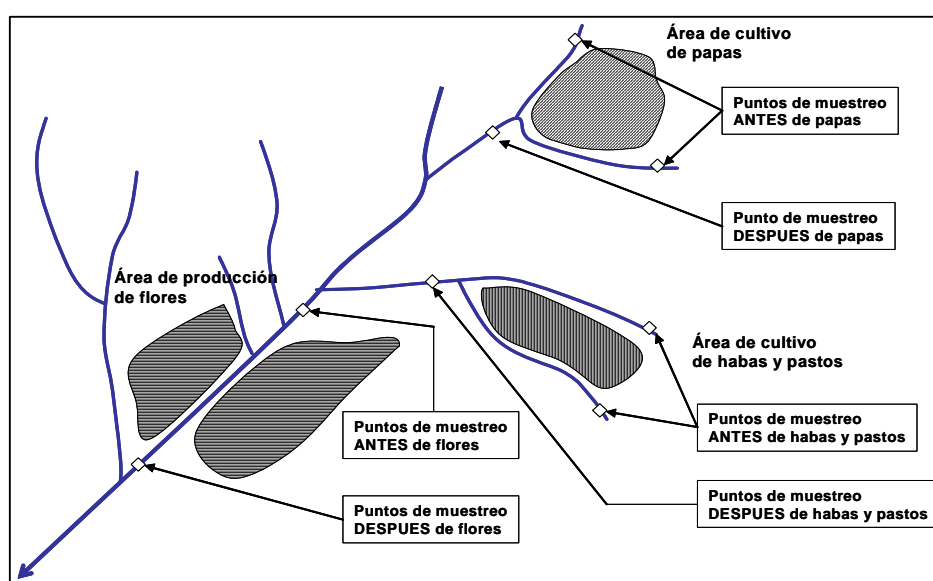 Área de cultivo
de papas
Puntos de muestreo
ANTES de papas
Punto de muestreo
DESPUES de papas
Área de producción
de flores
Área de cultivo
de habas y pastos
Puntos de muestreo
ANTES de flores
Puntos de muestreo
ANTES de habas y pastos
Puntos de muestreo
DESPUES de flores
Puntos de muestreo
DESPUES de habas y pastos